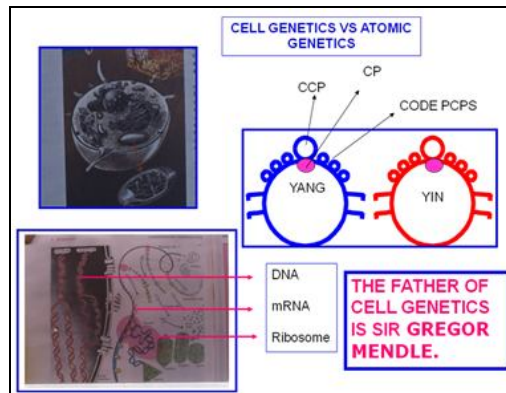 CELL GENETICS VS ATOMIC
GENETICS
CP
CCP
CODE PCPS
YANG
YIN
DNA
mRNA
Ribosome
THE FATHER OF
CELL GENETICS
IS SIR GREGOR
MENDLE.